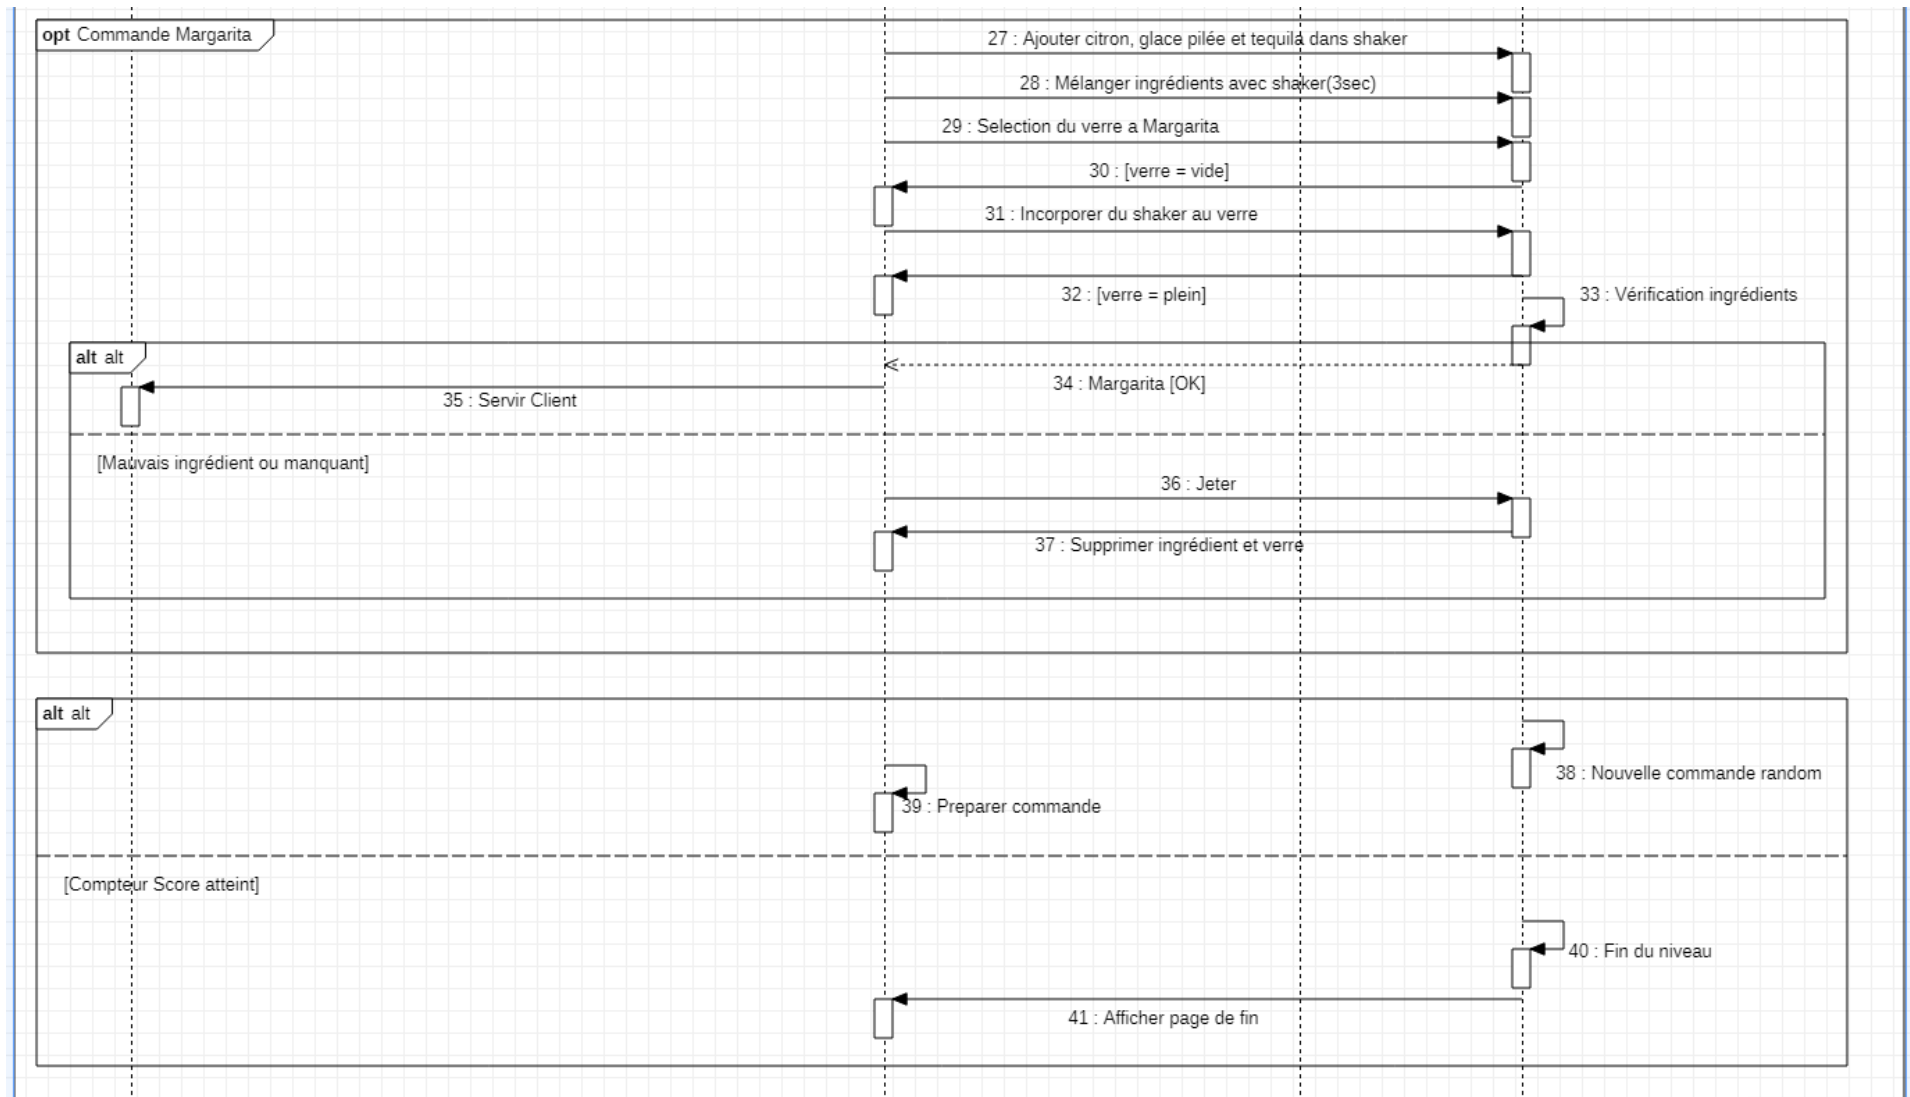 opt Commande Margarita
27 : Ajouter citron, glace pilée et tequila dans shaker
28 : Mélanger ingrédients avec shaker(3sec)
29 : Selection du verre a Margarita
30 : [verre = vide]
31 : Incorporer du shaker au verre
32 : [verre = plein]
33 : Vérification ingrédients
alt alt
34 : Margarita [OK]
35 : Servir Client
[Mauvais ingrédient ou manquant]
36 : Jeter
37 : Supprimer ingrédient et verre
alt alt
38 : Nouvelle commande random
39 : Preparer commande
[Compteur Score atteint]
40 : Fin du niveau
41 : Afficher page de fin